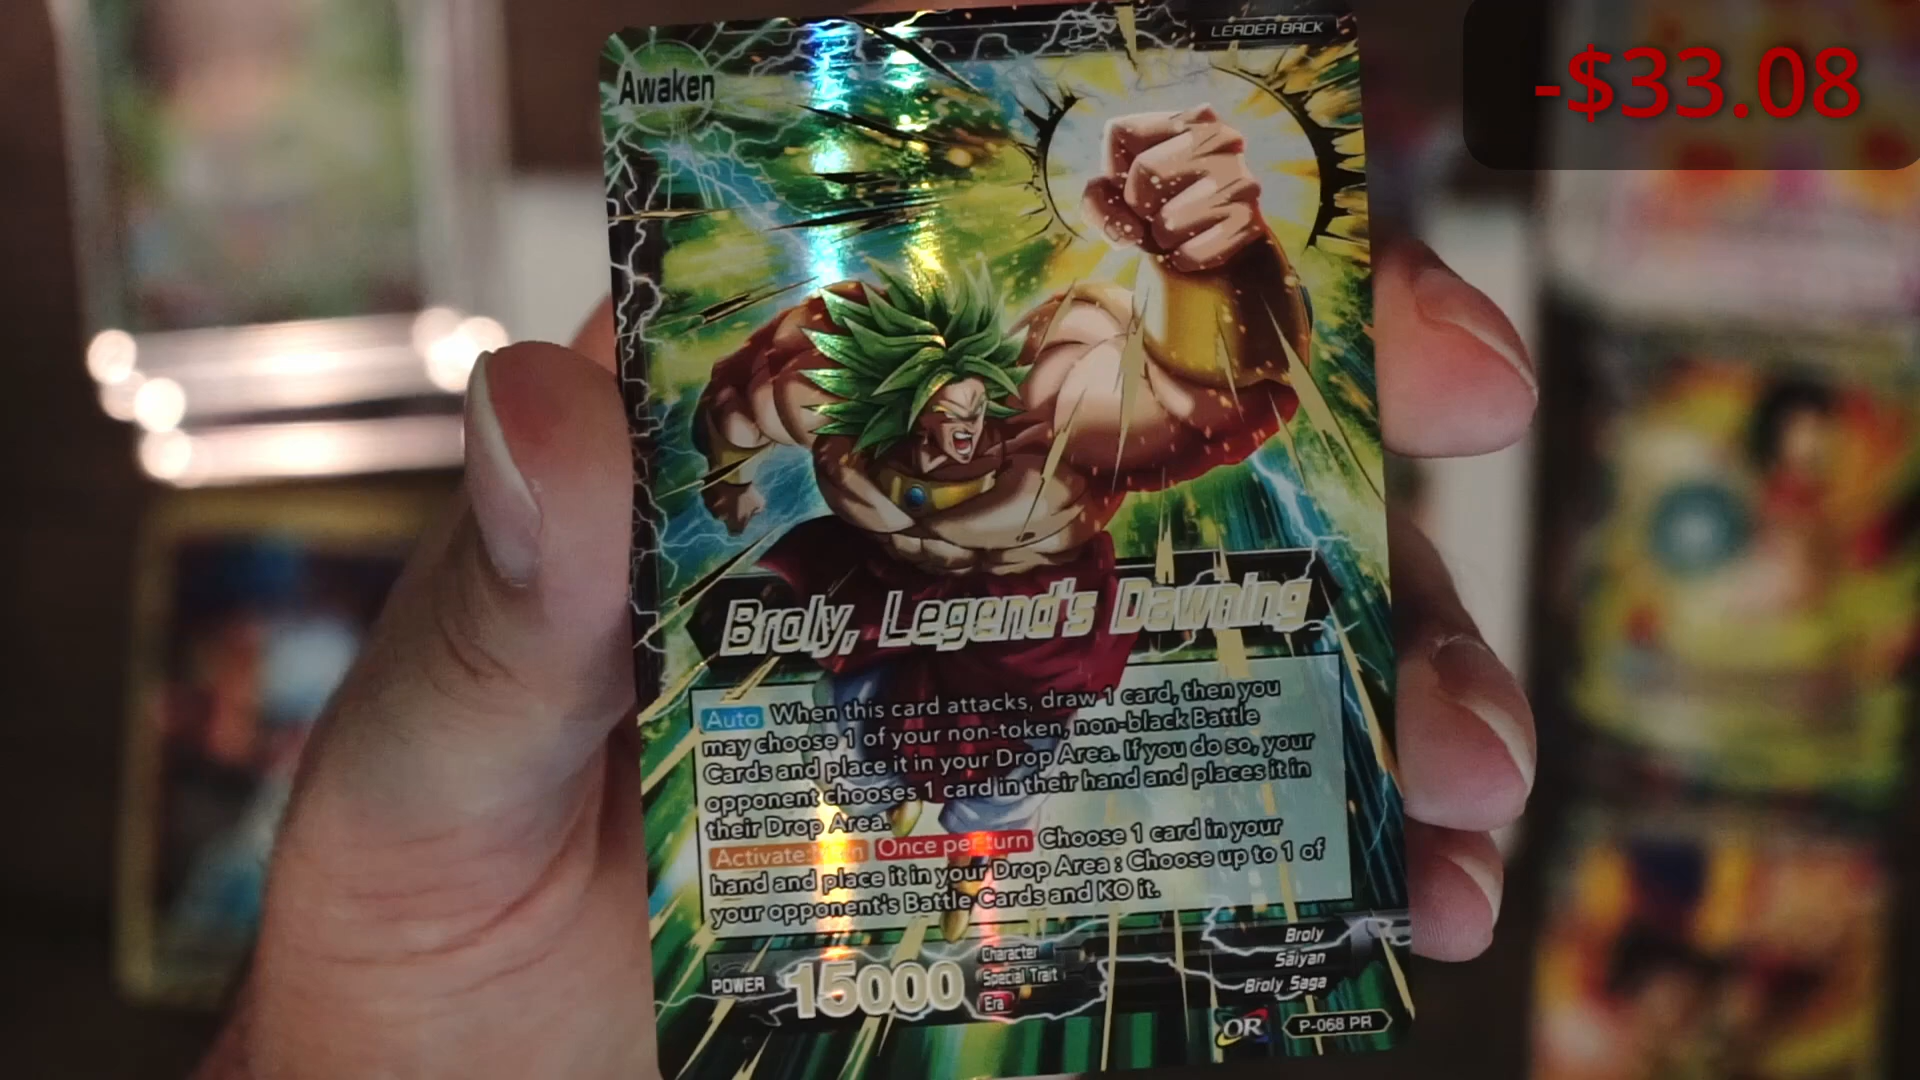 -$33.08
LEADER BACK
Awaken
Broly, Legend's Dawning
Auto When this card attacks, draw 1 card, then you
may choose 1 of your non-token, non-black Battle
Cards and place it in your Drop Area. If you do so, your
opponent chooses 1 card in their hand and places it in
their Drop Area.
Activate: Main Once per turn Choose 1 card in your
hand and place it in your Drop Area : Choose up to 1 of
your opponent's Battle Cards and KO it.
POWER 15000
Character Broly
Special Trait Saiyan
Era Broly Saga
OR P-068 PR